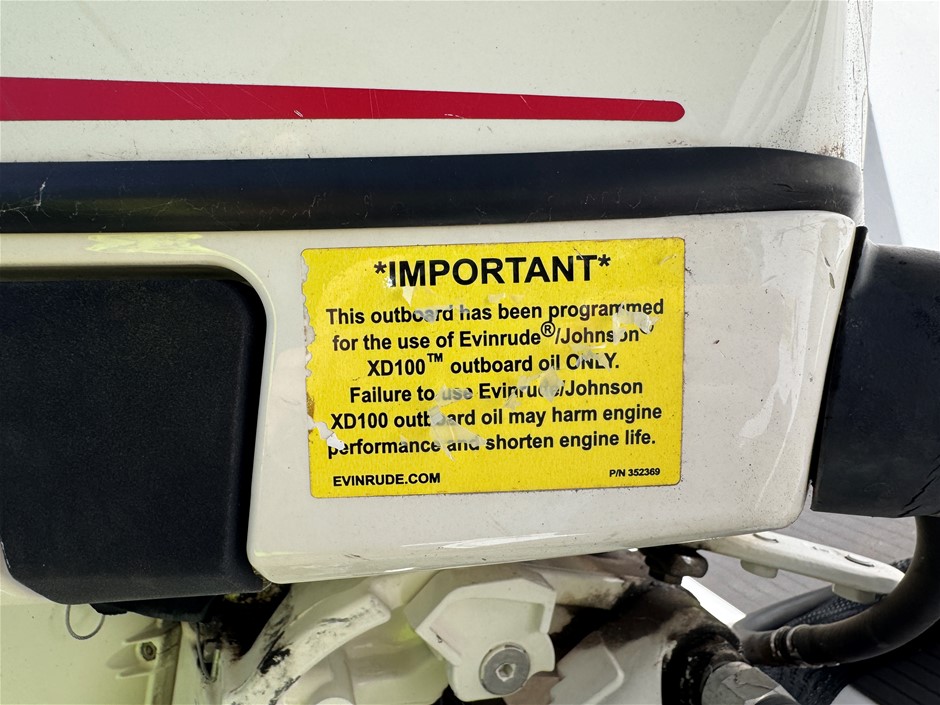 *IMPORTANT*
This outboard has been programmed
for the use of Evinrude®/Johnson®
XD100™ outboard oil ONLY.
Failure to use Evinrude/Johnson
XD100 outboard oil may harm engine
performance and shorten engine life.
EVINRUDE.COM P/N 352369